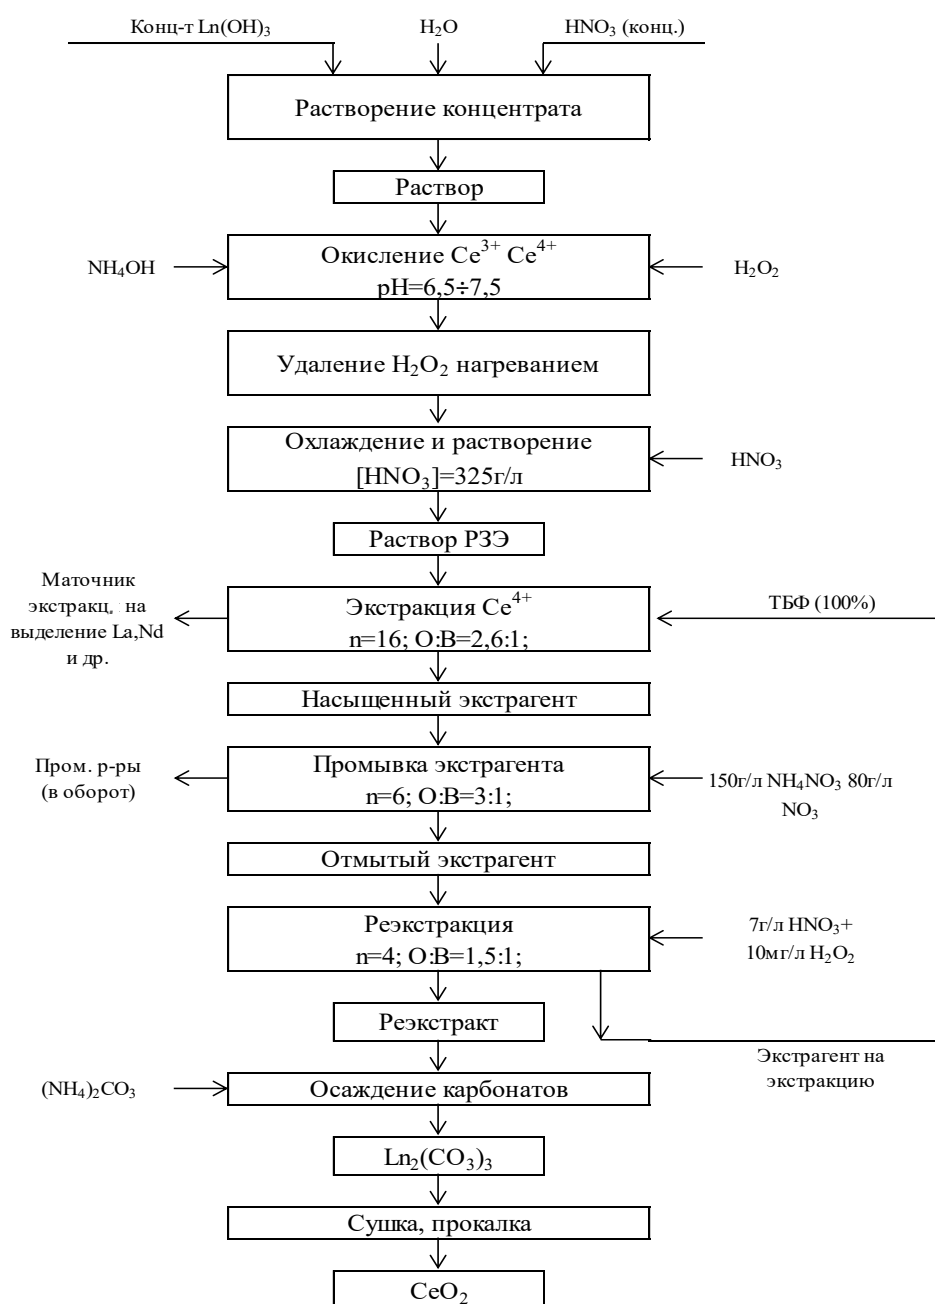 Конц-т Ln(OH)₃
H₂O
HNO₃ (конц.)
Растворение концентрата
Раствор
NH₄OH
Окисление Ce³⁺ Ce⁴⁺
pH=6,5÷7,5
H₂O₂
Удаление H₂O₂ нагреванием
Охлаждение и растворение
[HNO₃]=325г/л
HNO₃
Раствор РЗЭ
Маточник
экстракц. на
выделение La,Nd
и др.
Экстракция Ce⁴⁺
n=16; O:B=2,6:1;
ТБФ (100%)
Насыщенный экстрагент
Пром. р-ры
(в оборот)
Промывка экстрагента
n=6; O:B=3:1;
150г/л NH₄NO₃ 80г/л
NO₃
Отмытый экстрагент
Реэкстракция
n=4; O:B=1,5:1;
7г/л HNO₃+
10мг/л H₂O₂
Реэкстракт
Экстрагент на
экстракцию
(NH₄)₂CO₃
Осаждение карбонатов
Ln₂(CO₃)₃
Сушка, прокалка
CeO₂